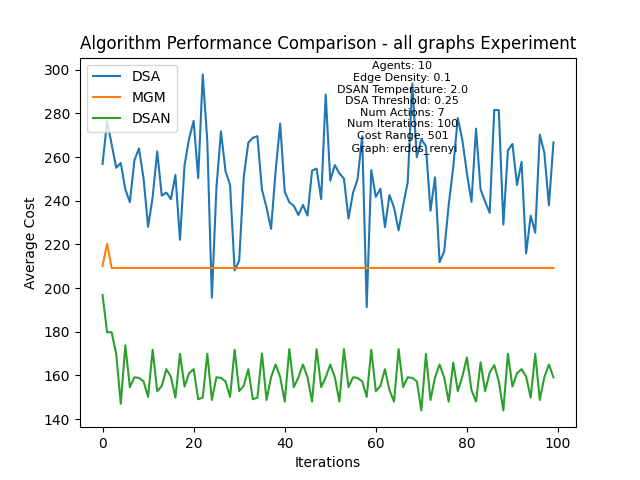 Algorithm Performance Comparison - all graphs Experiment
DSA
MGM
DSAN
Agents: 10
Edge Density: 0.1
DSAN Temperature: 2.0
DSA Threshold: 0.25
Num Actions: 7
Num Iterations: 100
Cost Range: 501
Graph: erdos_renyi
Average Cost
300
280
260
240
220
200
180
160
140
0
20
40
60
80
100
Iterations